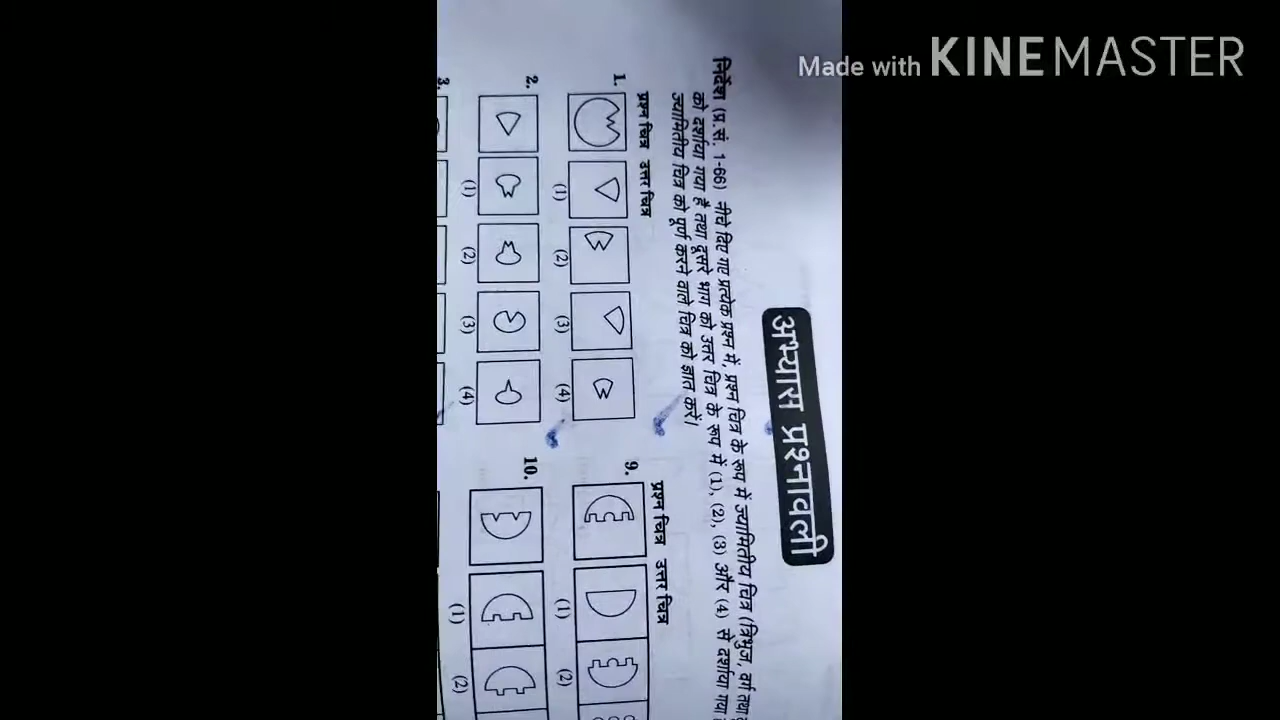 Made with KINEMASTER
अभ्यास प्रश्नावली
निर्देश (प्र.सं. 1-66) नीचे दिए गए प्रत्येक प्रश्न में, प्रश्न चित्र के रूप में ज्यामितीय चित्र (त्रिभुज, वर्ग तथा
को दर्शाया गया है तथा दूसरे भाग को उत्तर चित्र के रूप में (1), (2), (3) और (4) से दर्शाया गया
ज्यामितीय चित्र को पूर्ण करने वाले चित्र को ज्ञात करें।
प्रश्न चित्र उत्तर चित्र
1.
(1) (2) (3) (4)
2.
(1) (2) (3) (4)
3.
प्रश्न चित्र उत्तर चित्र
9.
(1) (2)
10.
(1) (2)